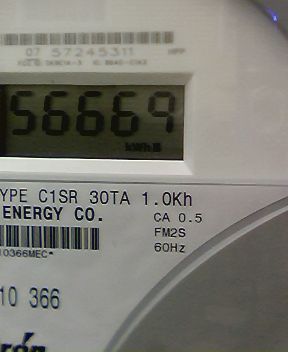 07 57245311
56669
kWh
YPE C1SR 30TA 1.0Kh
ENERGY CO.
CA 0.5
FM2S
60Hz
10366MEC*
10 366
rón